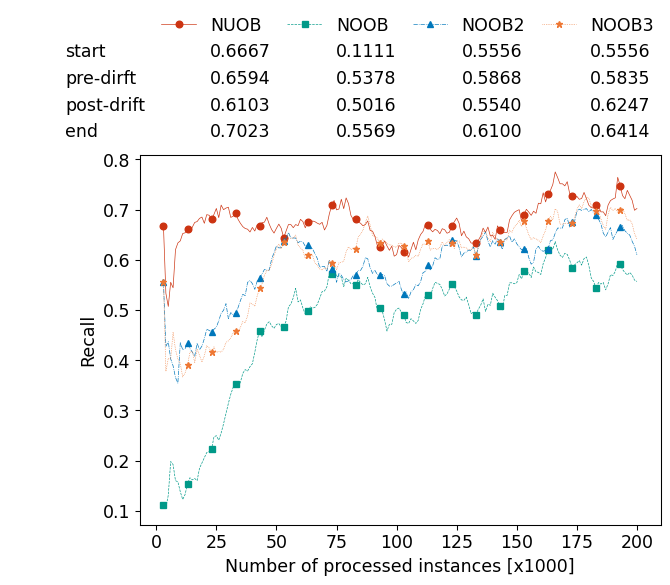 NUOB NOOB NOOB2 NOOB3
start 0.6667 0.1111 0.5556 0.5556
pre-dirft 0.6594 0.5378 0.5868 0.5835
post-drift 0.6103 0.5016 0.5540 0.6247
end 0.7023 0.5569 0.6100 0.6414
0.8
0.7
0.6
0.5
0.4
0.3
0.2
0.1
Recall
0 25 50 75 100 125 150 175 200
Number of processed instances [x1000]